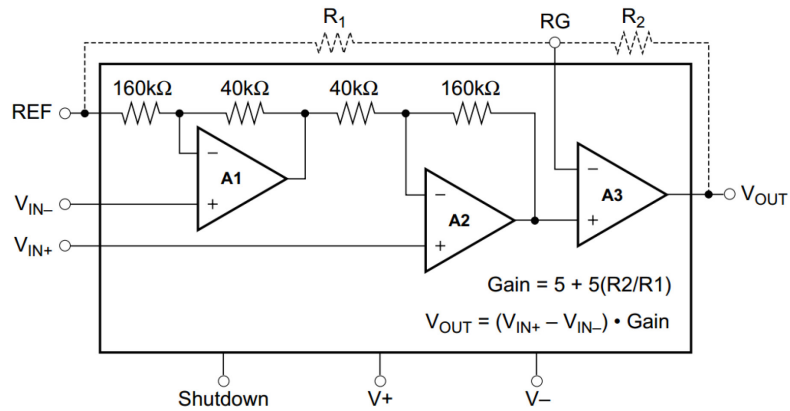 R1 RG R2
160kΩ 40kΩ 40kΩ 160kΩ
REF
− A1 +
− A2 +
− A3 +
VIN–
VIN+
VOUT
Gain = 5 + 5(R2/R1)
VOUT = (VIN+ – VIN–) • Gain
Shutdown V+ V–